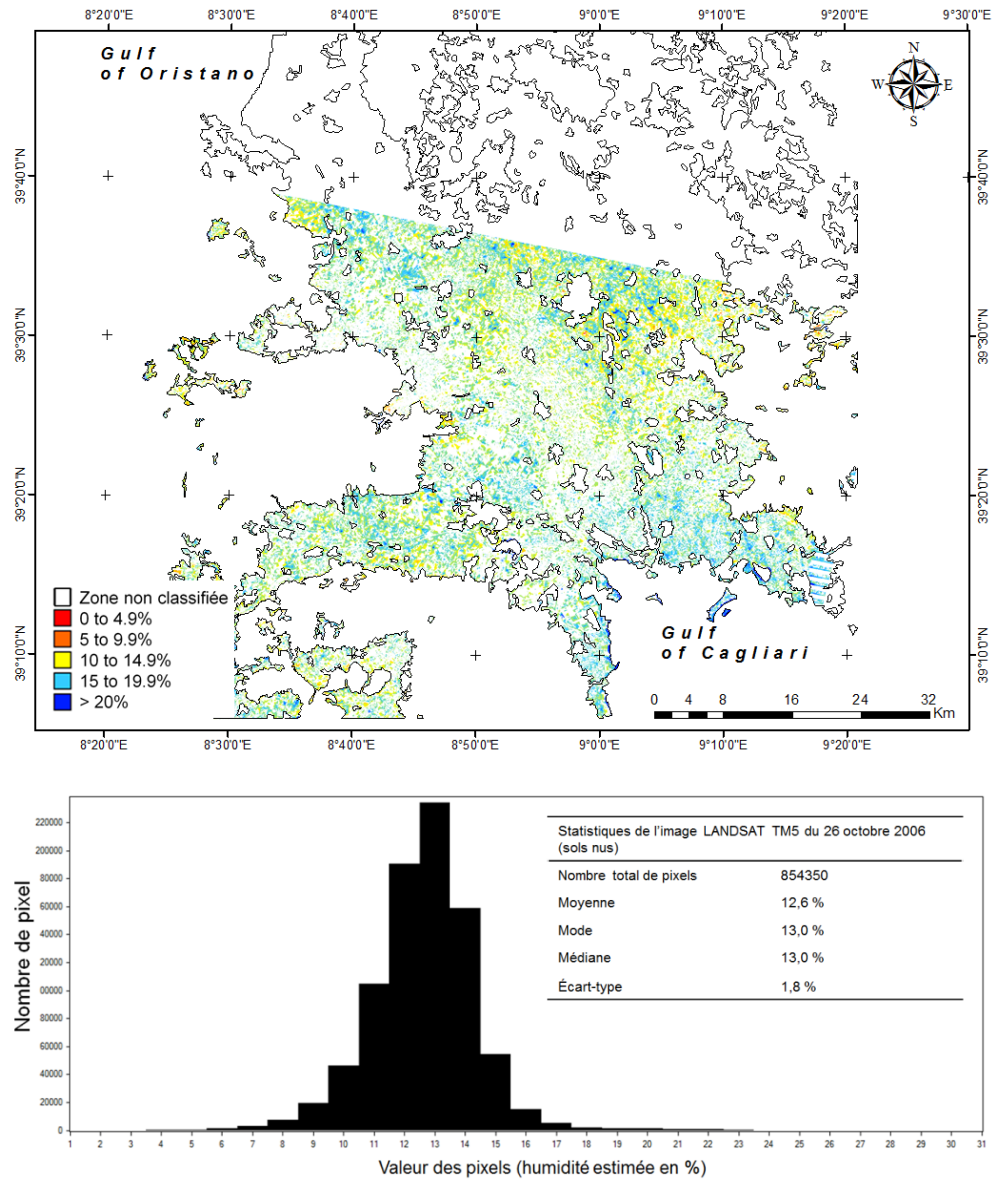 8°20'0"E 8°30'0"E 8°40'0"E 8°50'0"E 9°0'0"E 9°10'0"E 9°20'0"E 9°30'0"E
Gulf
of Oristano
N
W E
S
39°40'0"N 39°40'0"N
39°30'0"N 39°30'0"N
39°20'0"N 39°20'0"N
39°10'0"N 39°10'0"N
Zone non classifiée
0 to 4.9%
5 to 9.9%
10 to 14.9%
15 to 19.9%
> 20%
Gulf
of Cagliari
0 2 4 8 16 24 32
Km
8°20'0"E 8°30'0"E 8°40'0"E 8°50'0"E 9°0'0"E 9°10'0"E 9°20'0"E
Nombre de pixel
220000
200000
80000
60000
40000
20000
00000
80000
60000
40000
20000
0
Statistiques de l'image LANDSAT TM5 du 26 octobre 2006
(sols nus)
Nombre total de pixels 854350
Moyenne 12,6 %
Mode 13,0 %
Médiane 13,0 %
Écart-type 1,8 %
1 2 3 4 5 6 7 8 9 10 11 12 13 14 15 16 17 18 19 20 21 22 23 24 25 26 27 28 29 30 31
Valeur des pixels (humidité estimée en %)